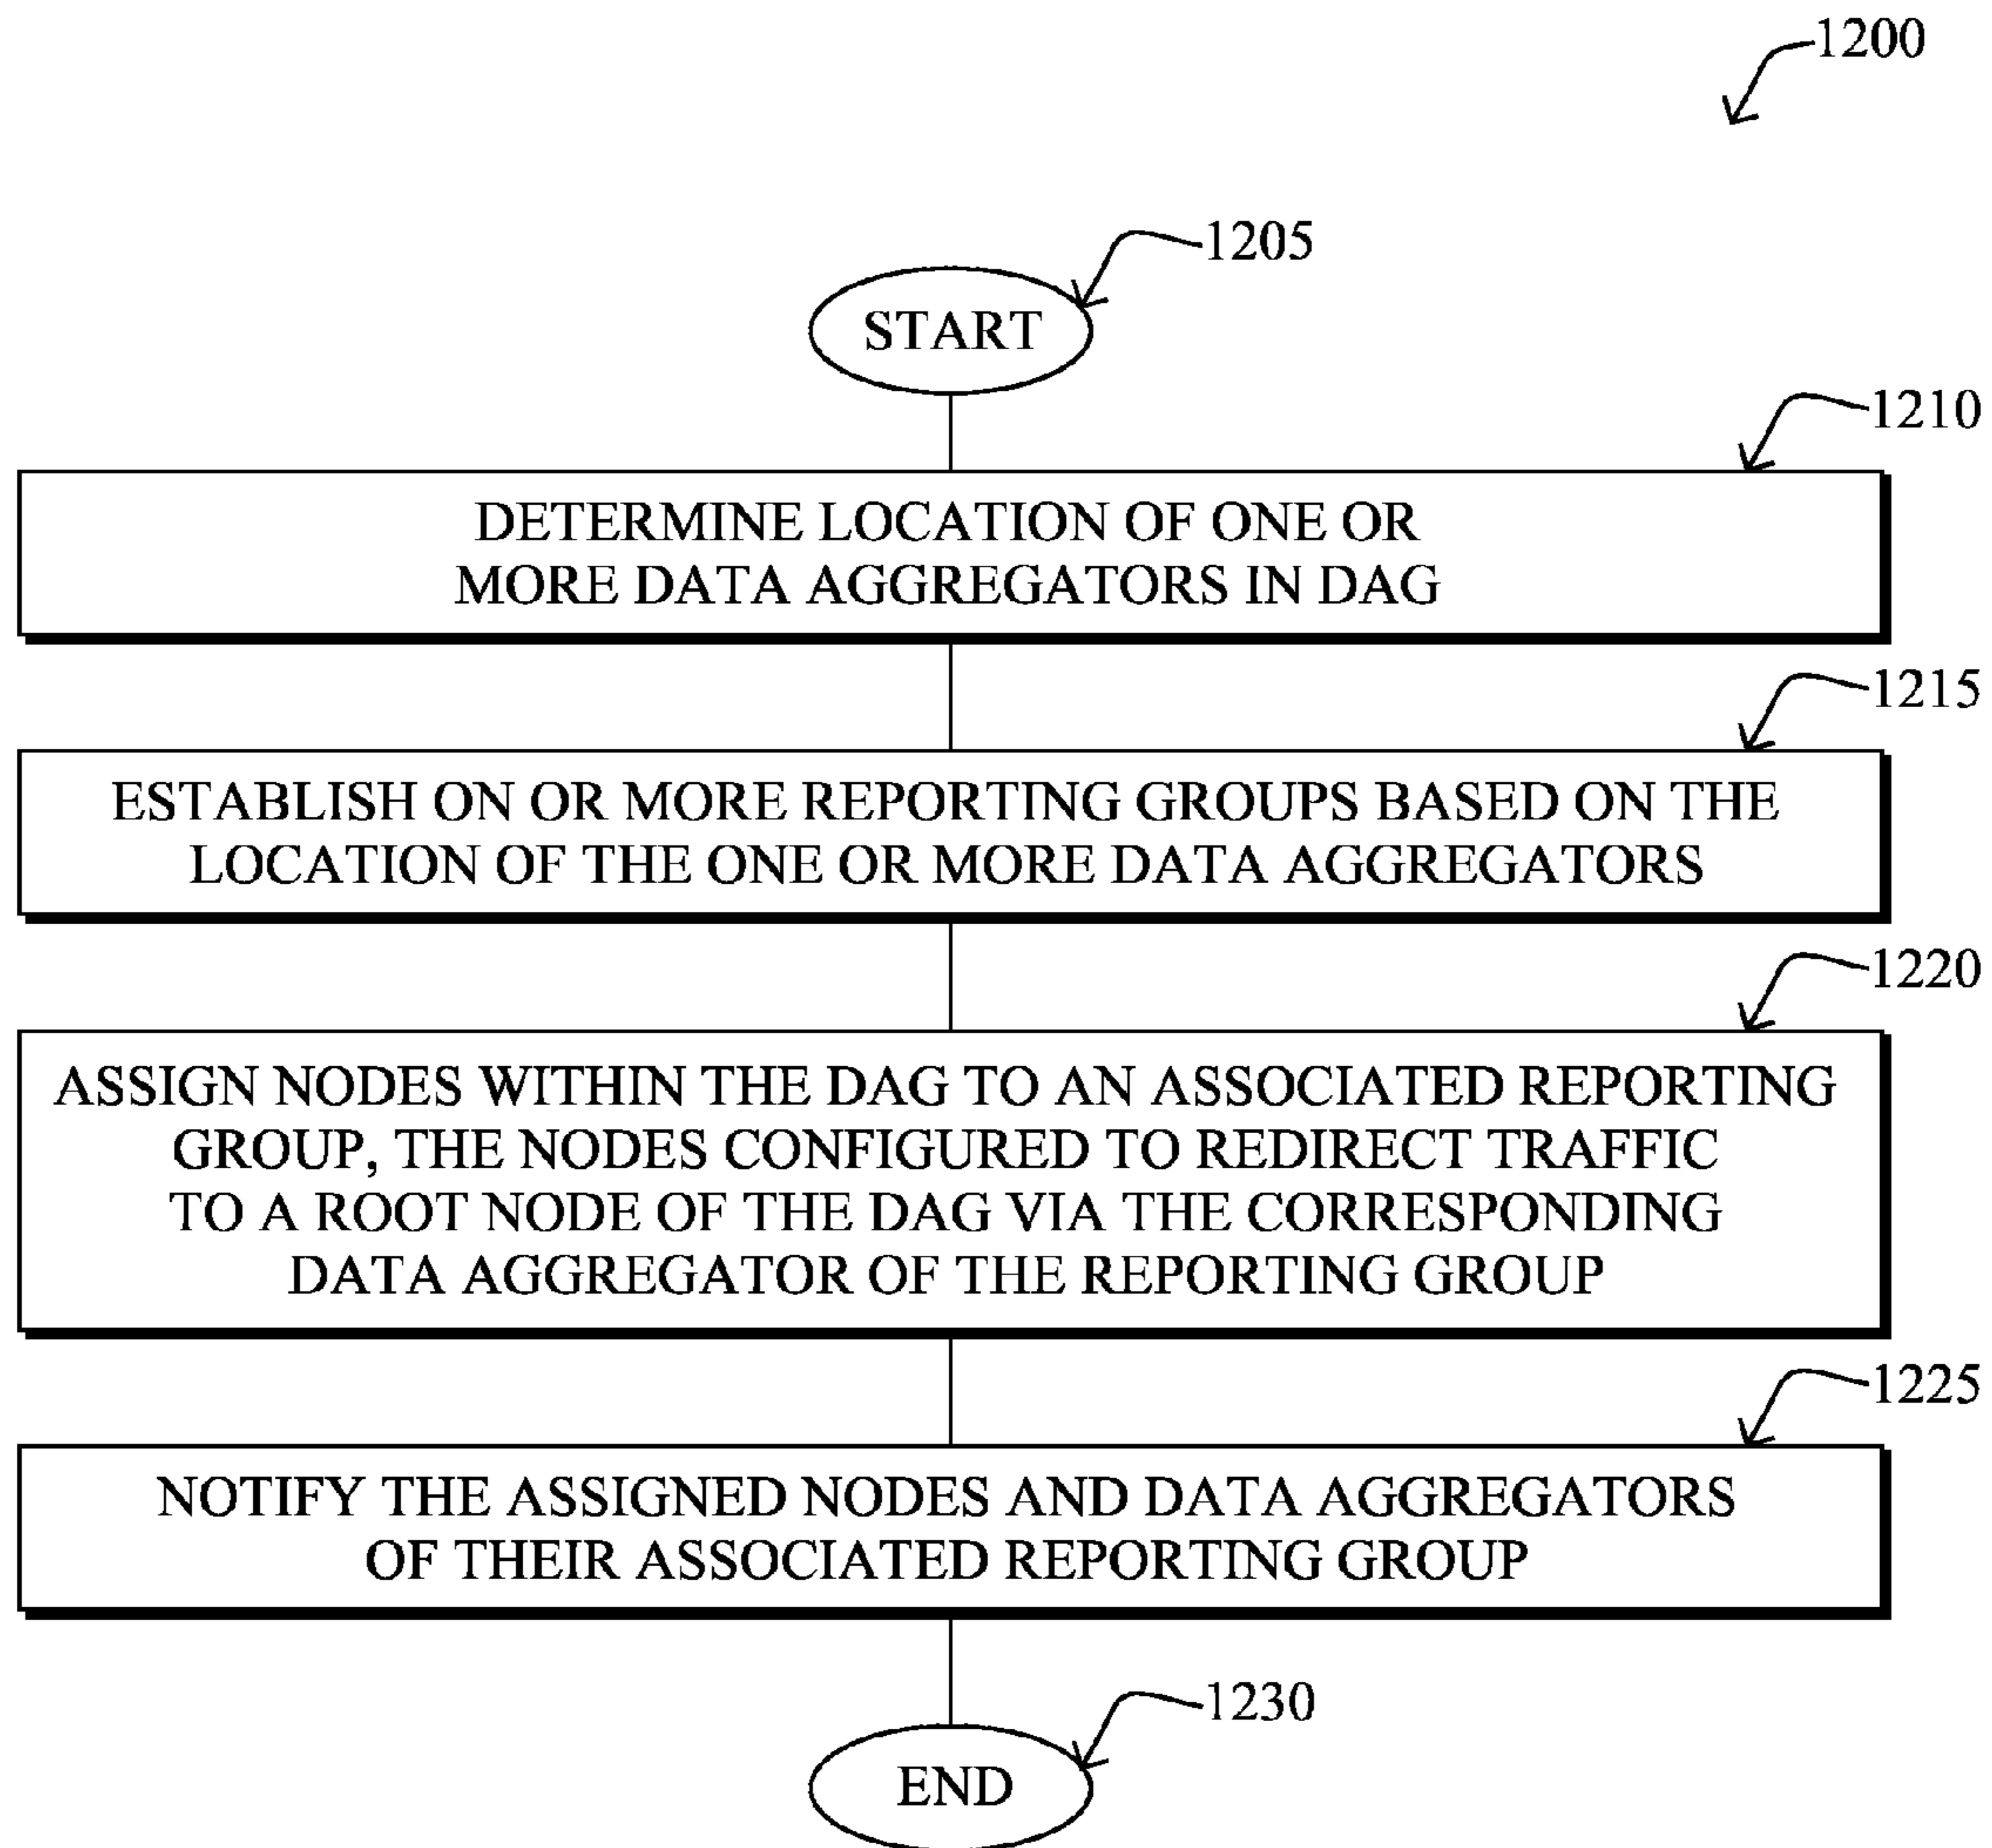 1200
1205
START
1210
DETERMINE LOCATION OF ONE OR
MORE DATA AGGREGATORS IN DAG
1215
ESTABLISH ON OR MORE REPORTING GROUPS BASED ON THE
LOCATION OF THE ONE OR MORE DATA AGGREGATORS
1220
ASSIGN NODES WITHIN THE DAG TO AN ASSOCIATED REPORTING
GROUP, THE NODES CONFIGURED TO REDIRECT TRAFFIC
TO A ROOT NODE OF THE DAG VIA THE CORRESPONDING
DATA AGGREGATOR OF THE REPORTING GROUP
1225
NOTIFY THE ASSIGNED NODES AND DATA AGGREGATORS
OF THEIR ASSOCIATED REPORTING GROUP
1230
END